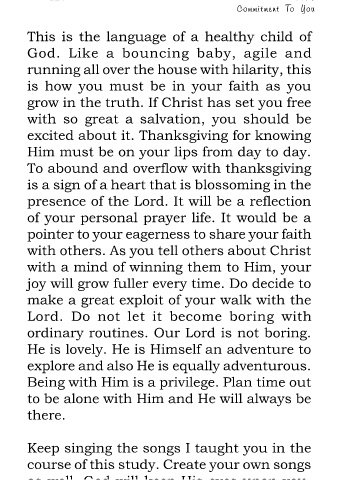 Commitment To You
This is the language of a healthy child of
God. Like a bouncing baby, agile and
running all over the house with hilarity, this
is how you must be in your faith as you
grow in the truth. If Christ has set you free
with so great a salvation, you should be
excited about it. Thanksgiving for knowing
Him must be on your lips from day to day.
To abound and overflow with thanksgiving
is a sign of a heart that is blossoming in the
presence of the Lord. It will be a reflection
of your personal prayer life. It would be a
pointer to your eagerness to share your faith
with others. As you tell others about Christ
with a mind of winning them to Him, your
joy will grow fuller every time. Do decide to
make a great exploit of your walk with the
Lord. Do not let it become boring with
ordinary routines. Our Lord is not boring.
He is lovely. He is Himself an adventure to
explore and also He is equally adventurous.
Being with Him is a privilege. Plan time out
to be alone with Him and He will always be
there.
Keep singing the songs I taught you in the
course of this study. Create your own songs
as well. God will keep His eyes upon you